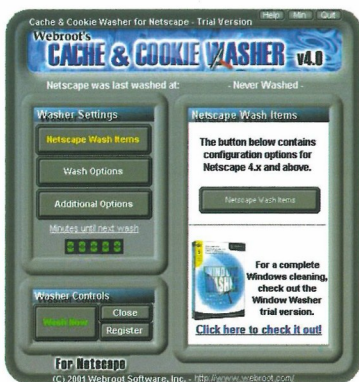 Cache & Cookie Washer for Netscape - Trial Version
Help Min Quit
Webroot's
CACHE & COOKIE WASHER v4.0
Netscape was last washed at: - Never Washed -
Washer Settings
Netscape Wash Items
Wash Options
Additional Options
Minutes until next wash
00000
Washer Controls
Wash Now!
Close
Register
Netscape Wash Items
The button below contains
configuration options for
Netscape 4.x and above.
Netscape Wash Items
WINDOW
WASHER
For a complete
Windows cleaning,
check out the
Window Washer
trial version.
Click here to check it out!
For Netscape
(C) 2001 Webroot Software, Inc. - http://www.webroot.com/